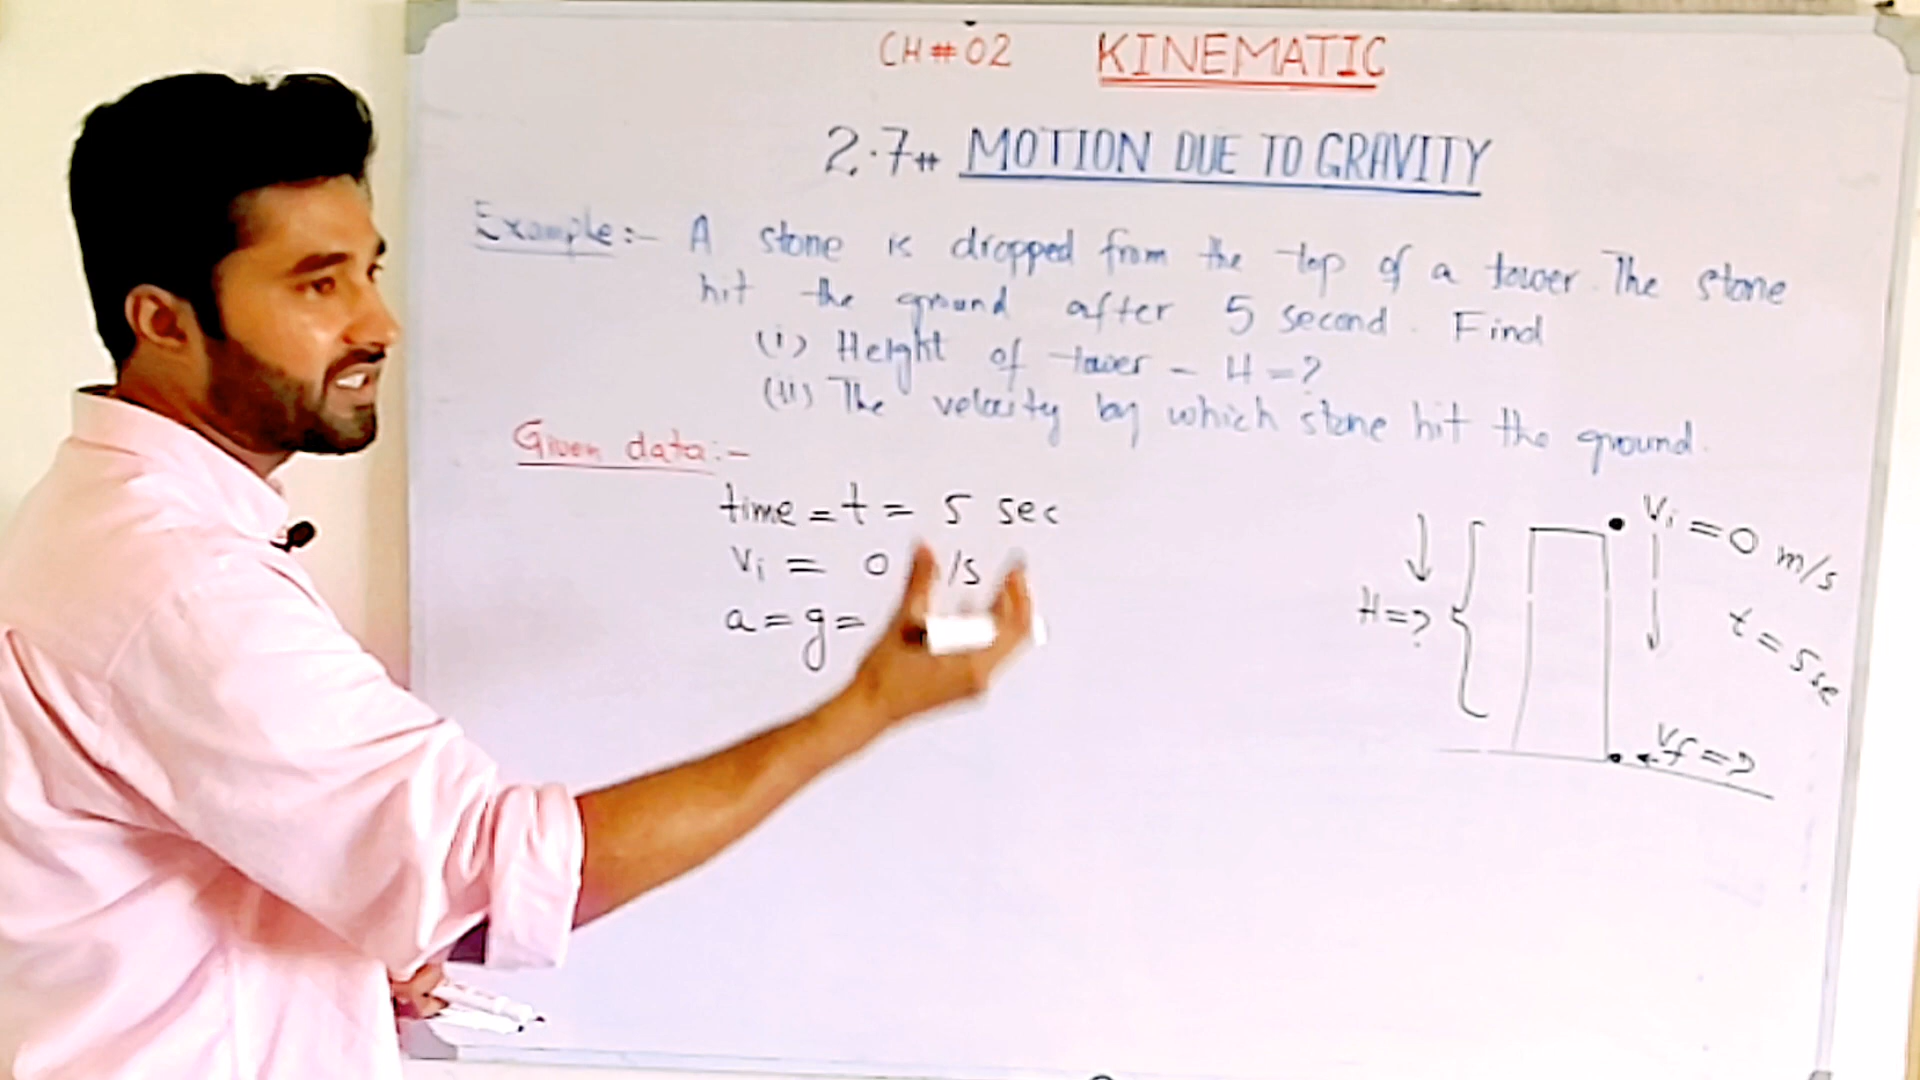 CH # 02 KINEMATIC
2.7# MOTION DUE TO GRAVITY
Example:- A stone is dropped from the top of a tower. The stone
hit the ground after 5 second. Find
(i) Height of tower - H=?
(ii) The velocity by which stone hit the ground.
Given data:-
time = t = 5 sec
Vi = 0 /s
a = g =
Vi = 0 m/s
H=?
t = 5 se
Vf = ?